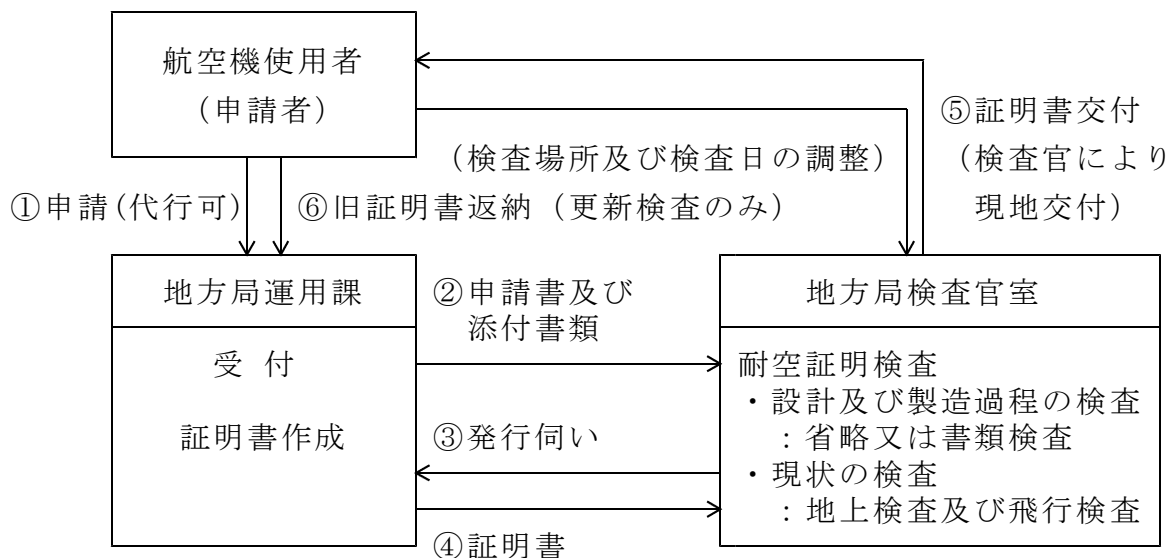 航空機使用者
（申請者）
⑤証明書交付
（検査官により
現地交付）
（検査場所及び検査日の調整）
①申請(代行可)
⑥旧証明書返納（更新検査のみ）
地方局運用課
受 付
証明書作成
②申請書及び
添付書類
③発行伺い
④証明書
地方局検査官室
耐空証明検査
・設計及び製造過程の検査
：省略又は書類検査
・現状の検査
：地上検査及び飛行検査